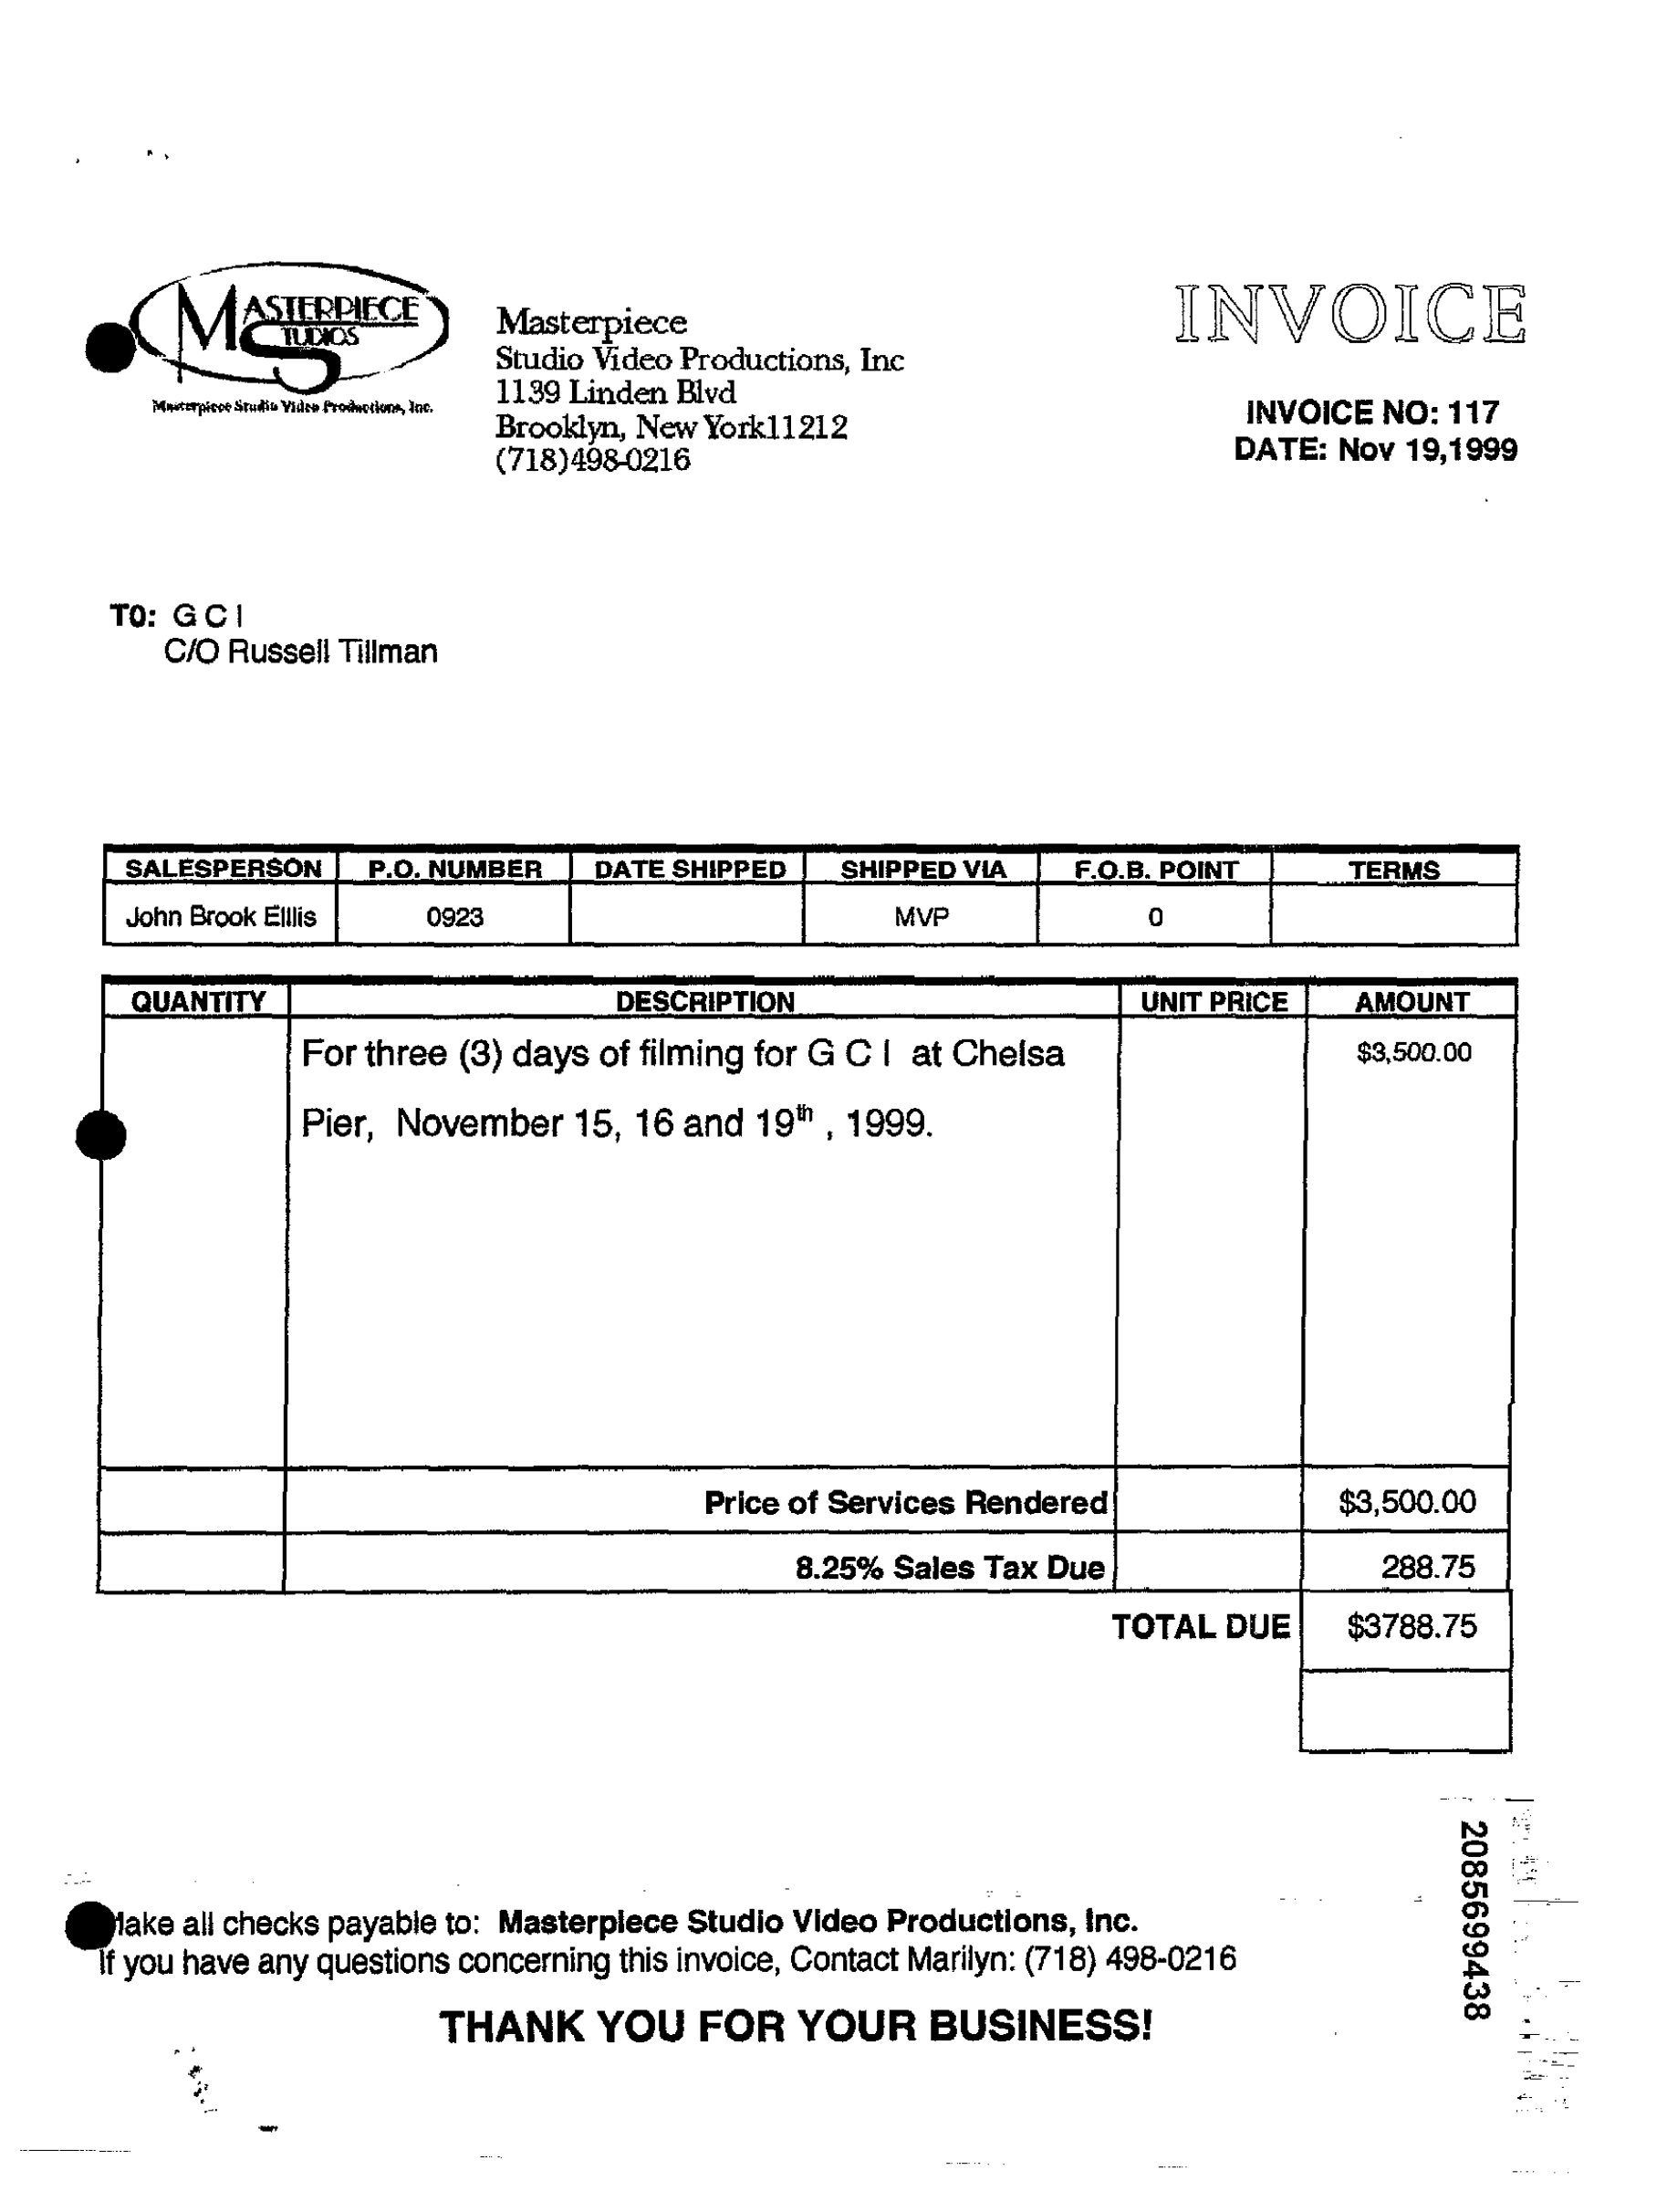 MASTERPIECE
STUDIOS
Masterpiece Studio Video Productions, Inc.
Masterpiece
Studio Video Productions, Inc
1139 Linden Blvd
Brooklyn, New York11212
(718)498-0216
INVOICE
INVOICE NO: 117
DATE: Nov 19,1999
TO: G C I
C/O Russell Tillman
SALESPERSON P.O. NUMBER DATE SHIPPED SHIPPED VIA F.O.B. POINT TERMS
John Brook Elllis 0923 MVP 0
QUANTITY DESCRIPTION UNIT PRICE AMOUNT
For three (3) days of filming for G C I at Chelsa $3,500.00
Pier, November 15, 16 and 19th , 1999.
Price of Services Rendered $3,500.00
8.25% Sales Tax Due 288.75
TOTAL DUE $3788.75
2085699438
Make all checks payable to: Masterpiece Studio Video Productions, Inc.
If you have any questions concerning this invoice, Contact Marilyn: (718) 498-0216
THANK YOU FOR YOUR BUSINESS!